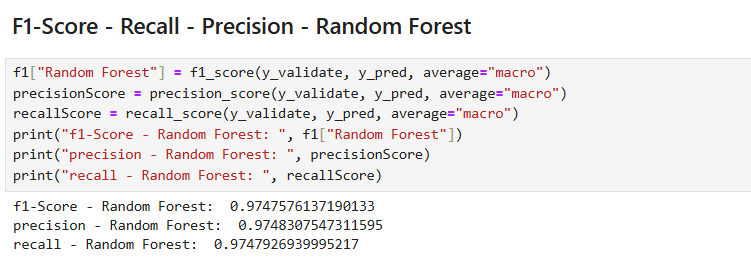 F1-Score - Recall - Precision - Random Forest
f1["Random Forest"] = f1_score(y_validate, y_pred, average="macro")
precisionScore = precision_score(y_validate, y_pred, average="macro")
recallScore = recall_score(y_validate, y_pred, average="macro")
print("f1-Score - Random Forest: ", f1["Random Forest"])
print("precision - Random Forest: ", precisionScore)
print("recall - Random Forest: ", recallScore)
f1-Score - Random Forest:  0.9747576137190133
precision - Random Forest:  0.9748307547311595
recall - Random Forest:  0.9747926939995217